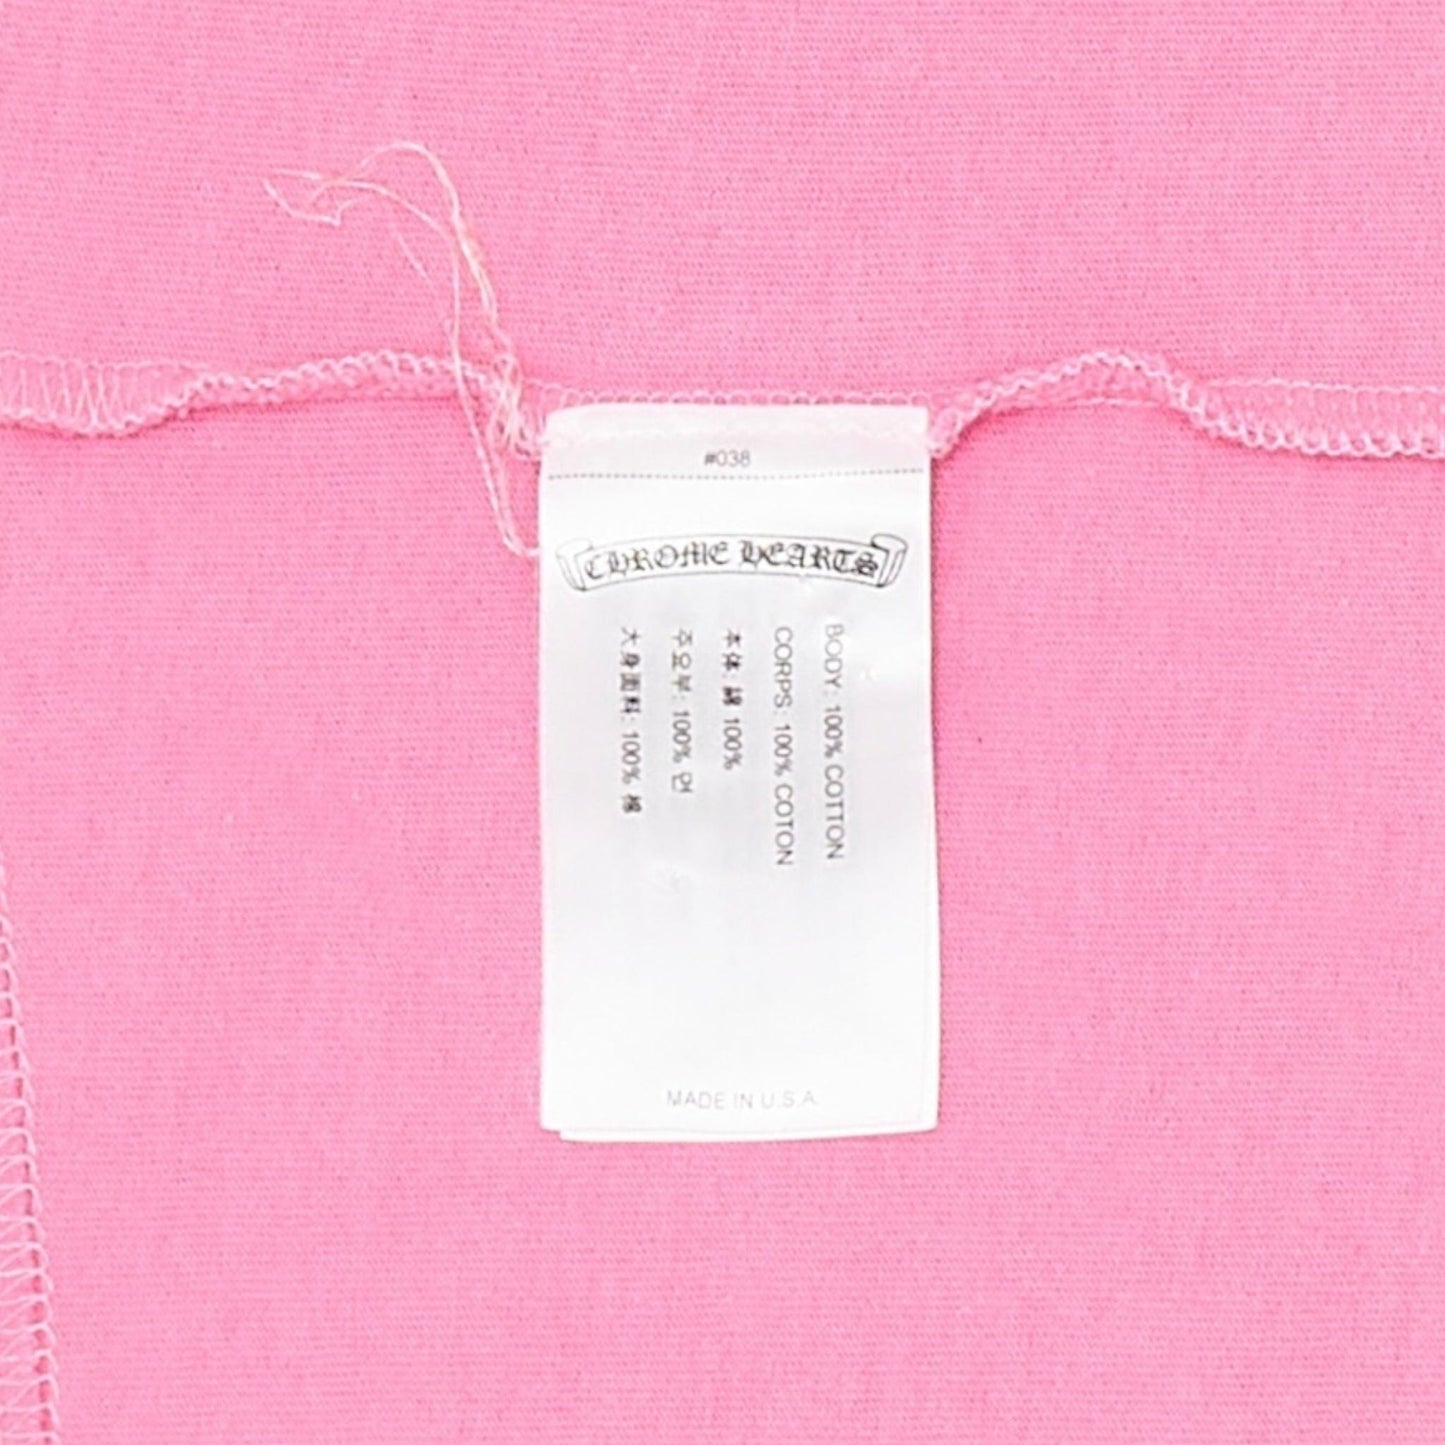 #038
CHROME HEARTS
BODY: 100% COTTON
CORPS: 100% COTON
本体: 綿 100%
주요부: 100% 면
大身面料: 100% 棉
MADE IN U.S.A.